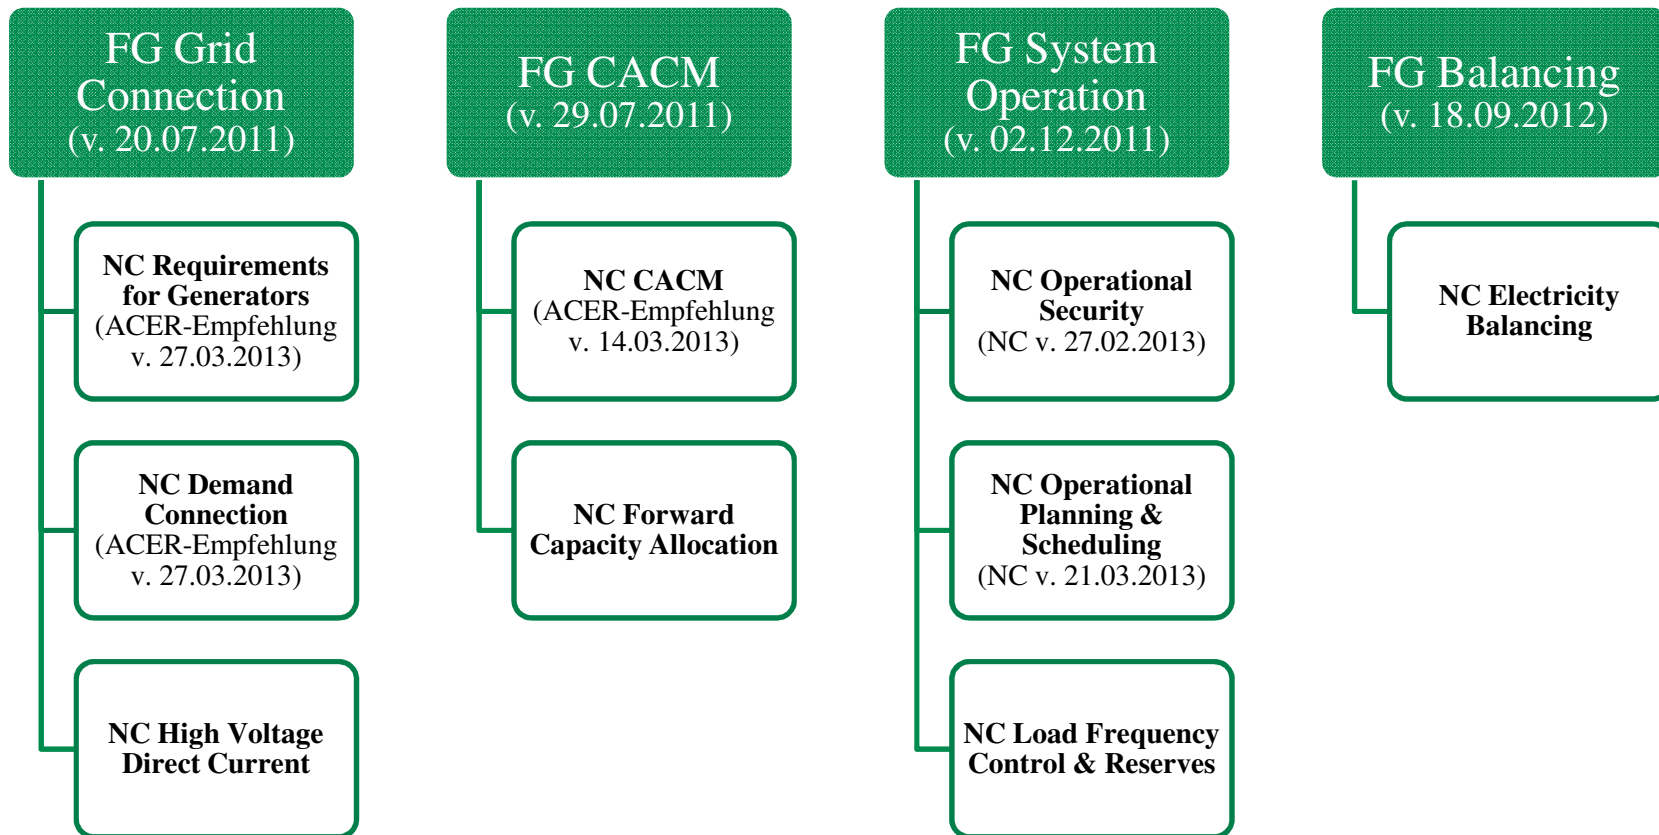 FG Grid
Connection
(v. 20.07.2011)
NC Requirements
for Generators
(ACER-Empfehlung
v. 27.03.2013)
NC Demand
Connection
(ACER-Empfehlung
v. 27.03.2013)
NC High Voltage
Direct Current
FG CACM
(v. 29.07.2011)
NC CACM
(ACER-Empfehlung
v. 14.03.2013)
NC Forward
Capacity Allocation
FG System
Operation
(v. 02.12.2011)
NC Operational
Security
(NC v. 27.02.2013)
NC Operational
Planning &
Scheduling
(NC v. 21.03.2013)
NC Load Frequency
Control & Reserves
FG Balancing
(v. 18.09.2012)
NC Electricity
Balancing